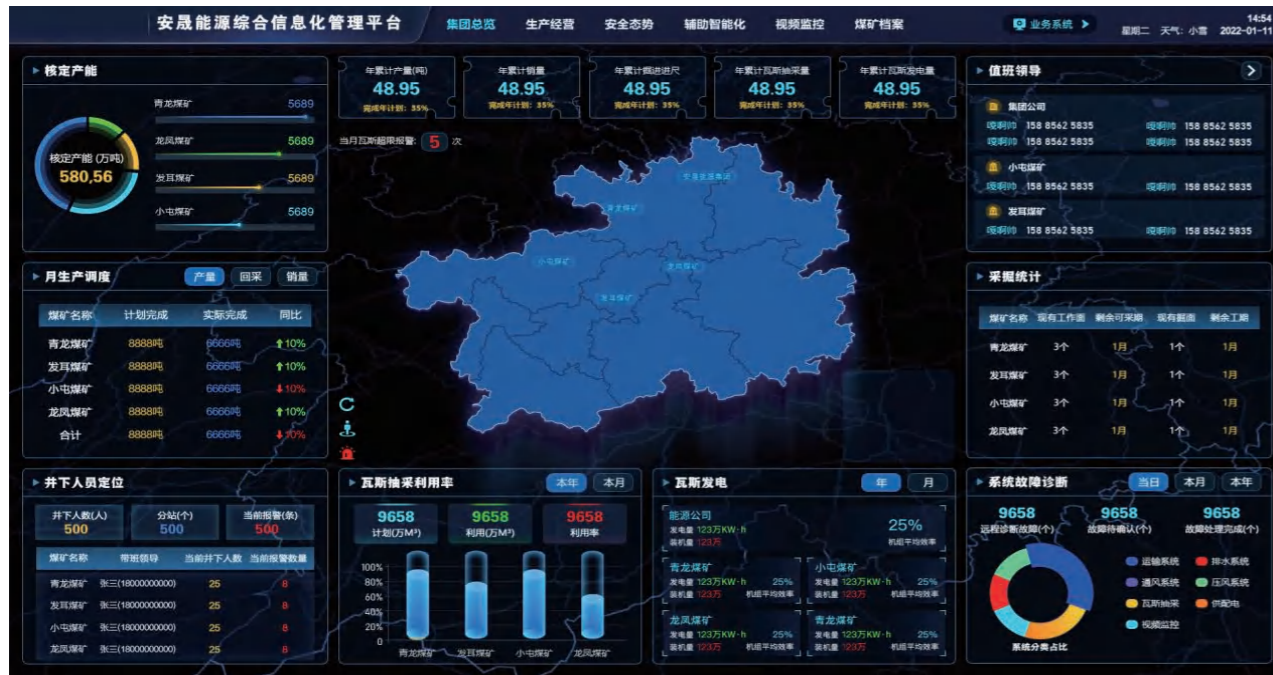 安晟能源综合信息化管理平台
集团总览 生产经营 安全态势 辅助智能化 视频监控 煤矿档案
业务系统
星期二 天气: 小雪
14:54
2022-01-11
核定产能
核定产能 (万吨)
580,56
青龙煤矿 5689
龙凤煤矿 5689
发耳煤矿 5689
小屯煤矿 5689
年累计产量(吨)
48.95
完成年计划: 35%
年累计销量
48.95
完成年计划: 35%
年累计掘进进尺
48.95
完成年计划: 35%
年累计瓦斯抽采量
48.95
完成年计划: 35%
年累计瓦斯发电量
48.95
完成年计划: 35%
当月瓦斯超限报警: 5 次
青龙煤矿
小屯煤矿
龙凤煤矿
发耳煤矿
值班领导
集团公司
158 8562 5835 158 8562 5835
158 8562 5835 158 8562 5835
小屯煤矿
158 8562 5835 158 8562 5835
发耳煤矿
158 8562 5835 158 8562 5835
月生产调度
产量 回采 销量
煤矿名称 计划完成 实际完成 同比
青龙煤矿 8888吨 6666吨 10%
发耳煤矿 8888吨 6666吨 10%
小屯煤矿 8888吨 6666吨 10%
龙凤煤矿 8888吨 6666吨 10%
合计 8888吨 6666吨 10%
采掘统计
煤矿名称 现有工作面 剩余可采期 现有掘面 剩余工期
青龙煤矿 3个 1月 1个 1月
发耳煤矿 3个 1月 1个 1月
小屯煤矿 3个 1月 1个 1月
龙凤煤矿 3个 1月 1个 1月
井下人员定位
井下人数(人) 分站(个) 当前报警(条)
500 500 500
煤矿名称 带班领导 当前井下人数 当前报警数量
青龙煤矿 张三(18000000000) 25 8
发耳煤矿 张三(18000000000) 25 8
小屯煤矿 张三(18000000000) 25 8
龙凤煤矿 张三(18000000000) 25 8
瓦斯抽采利用率
本年 本月
9658 9658 9658
计划(万M³) 利用(万M³) 利用率
100%
80%
60%
40%
20%
0
青龙煤矿 发耳煤矿 小屯煤矿 龙凤煤矿
瓦斯发电
年 月
能源公司
发电量 123万KW·h
装机量 123万
25%
机组平均效率
青龙煤矿 小屯煤矿
发电量 123万KW·h 25% 发电量 123万KW·h 25%
装机量 123万 机组平均效率 装机量 123万 机组平均效率
龙凤煤矿 青龙煤矿
发电量 123万KW·h 25% 发电量 123万KW·h 25%
装机量 123万 机组平均效率 装机量 123万 机组平均效率
系统故障诊断
当日 本月 本年
9658 9658 9658
远程诊断故障(个) 故障待确认(个) 故障处理完成(个)
运输系统 排水系统
通风系统 压风系统
瓦斯抽采 供配电
视频监控
系统分类占比